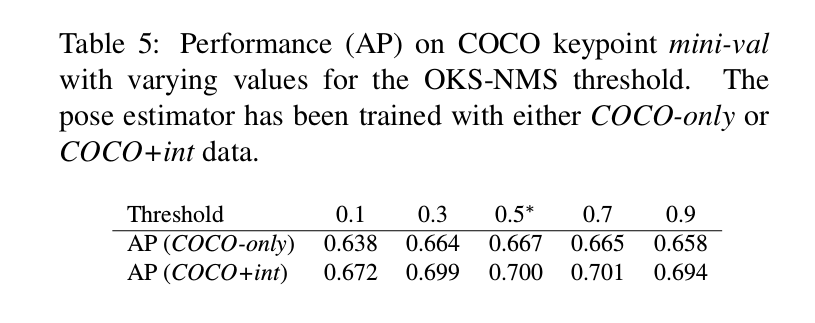 Table 5: Performance (AP) on COCO keypoint mini-val
with varying values for the OKS-NMS threshold. The
pose estimator has been trained with either COCO-only or
COCO+int data.
Threshold 0.1 0.3 0.5* 0.7 0.9
AP (COCO-only) 0.638 0.664 0.667 0.665 0.658
AP (COCO+int) 0.672 0.699 0.700 0.701 0.694